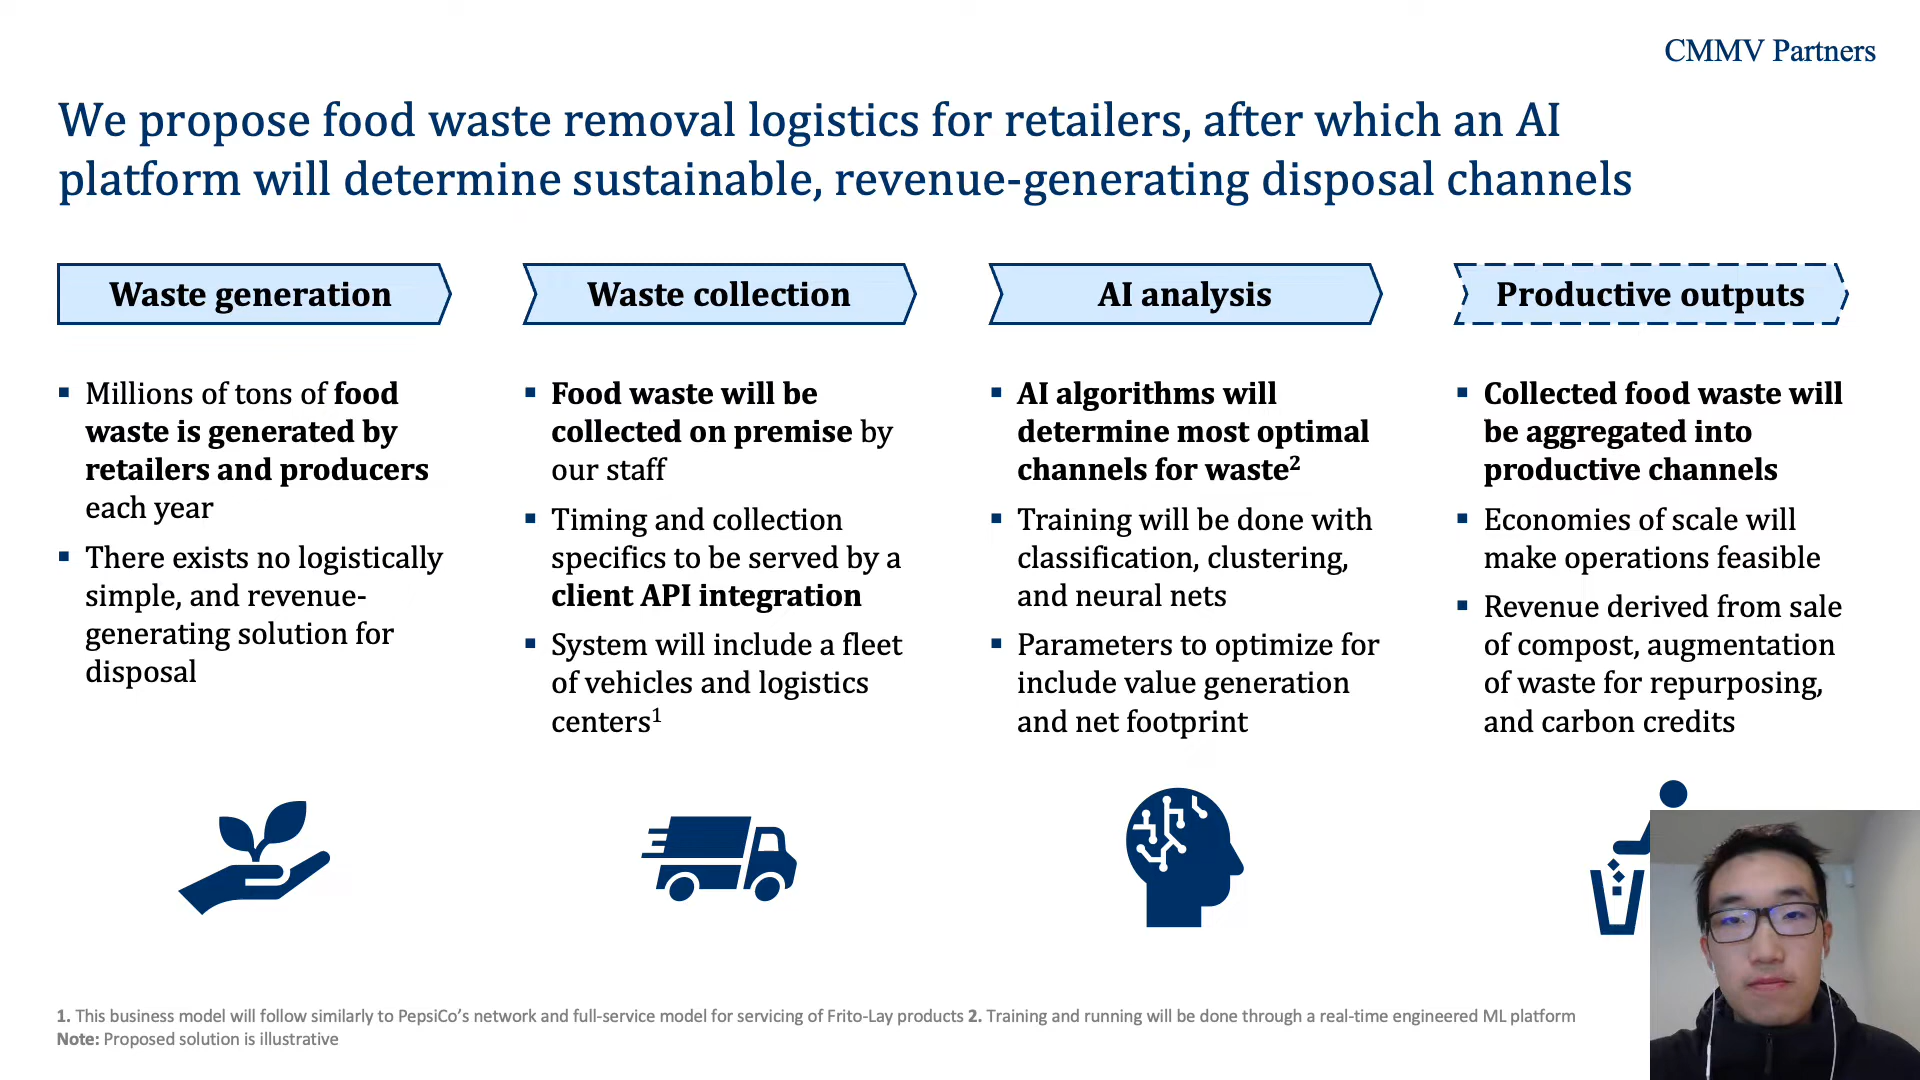 CMMV Partners
We propose food waste removal logistics for retailers, after which an AI
platform will determine sustainable, revenue-generating disposal channels
Waste generation
▪ Millions of tons of food
waste is generated by
retailers and producers
each year
▪ There exists no logistically
simple, and revenue-
generating solution for
disposal
Waste collection
▪ Food waste will be
collected on premise by
our staff
▪ Timing and collection
specifics to be served by a
client API integration
▪ System will include a fleet
of vehicles and logistics
centers¹
AI analysis
▪ AI algorithms will
determine most optimal
channels for waste²
▪ Training will be done with
classification, clustering,
and neural nets
▪ Parameters to optimize for
include value generation
and net footprint
Productive outputs
▪ Collected food waste will
be aggregated into
productive channels
▪ Economies of scale will
make operations feasible
▪ Revenue derived from sale
of compost, augmentation
of waste for repurposing,
and carbon credits
1. This business model will follow similarly to PepsiCo's network and full-service model for servicing of Frito-Lay products 2. Training and running will be done through a real-time engineered ML platform
Note: Proposed solution is illustrative